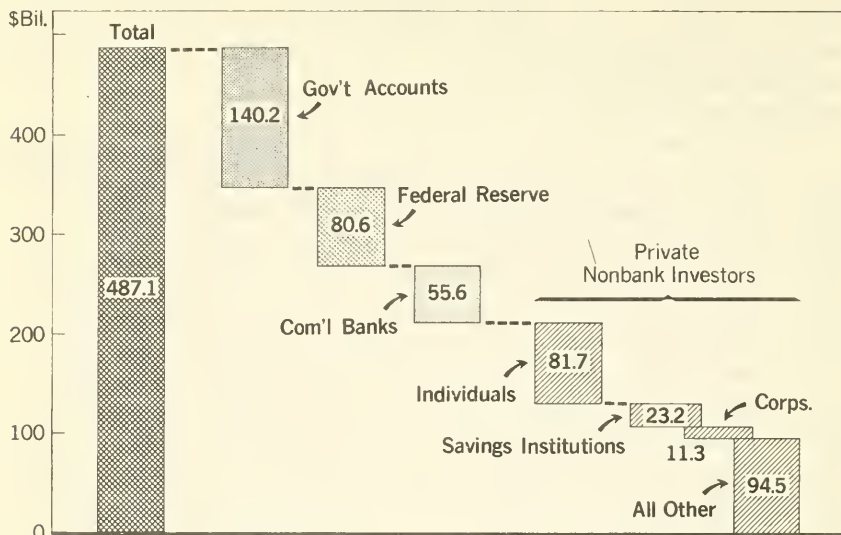 $Bil.
Total
140.2
Gov't Accounts
400
Federal Reserve
80.6
300
Private
Nonbank Investors
487.1
55.6
Com'l Banks
200
81.7
Individuals
Corps.
23.2
Savings Institutions
100
11.3
94.5
All Other
0